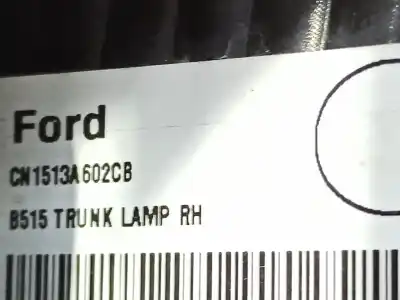 Ford
CN1513A602CB
B515 TRUNK LAMP RH